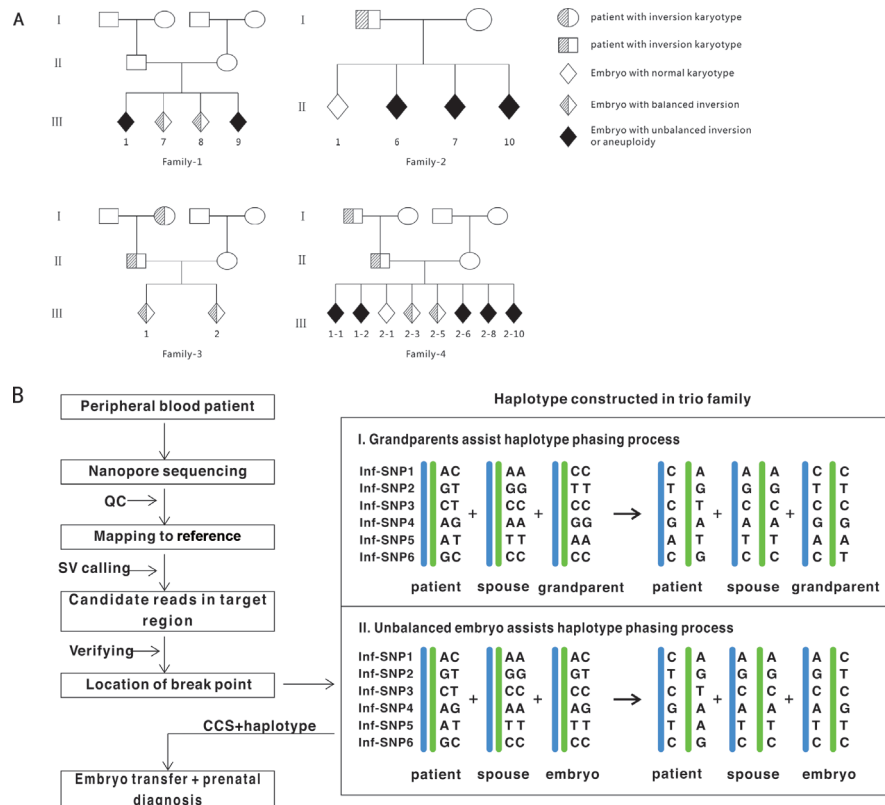 A
I
II
III
1
7
8
9
Family-1
I
II
1
6
7
10
Family-2
patient with inversion karyotype
patient with inversion karyotype
Embryo with normal karyotype
Embryo with balanced inversion
Embryo with unbalanced inversion
or aneuploidy
I
II
III
1
2
Family-3
I
II
III
1-1
1-2
2-1
2-3
2-5
2-6
2-8
2-10
Family-4
B
Peripheral blood patient
Nanopore sequencing
QC
Mapping to reference
SV calling
Candidate reads in target
region
Verifying
Location of break point
CCS+haplotype
Embryo transfer + prenatal
diagnosis
Haplotype constructed in trio family
I. Grandparents assist haplotype phasing process
Inf-SNP1 AC AA CC C A A A C C
Inf-SNP2 GT GG TT T G G G T T
Inf-SNP3 CT + CC + CC C T + C C + C C
Inf-SNP4 AG AA GG G A A A G G
Inf-SNP5 AT TT AA A T T T A A
Inf-SNP6 GC CC CC C G C C C T
patient spouse grandparent patient spouse grandparent
II. Unbalanced embryo assists haplotype phasing process
Inf-SNP1 AC AA AC C A A A A C
Inf-SNP2 GT GG GT T G G G G T
Inf-SNP3 CT + CC + CC C T + C C + C C
Inf-SNP4 AG AA AG G A A A A G
Inf-SNP5 AT TT TT T A T T T T
Inf-SNP6 GC CC CC C G C C C C
patient spouse embryo patient spouse embryo